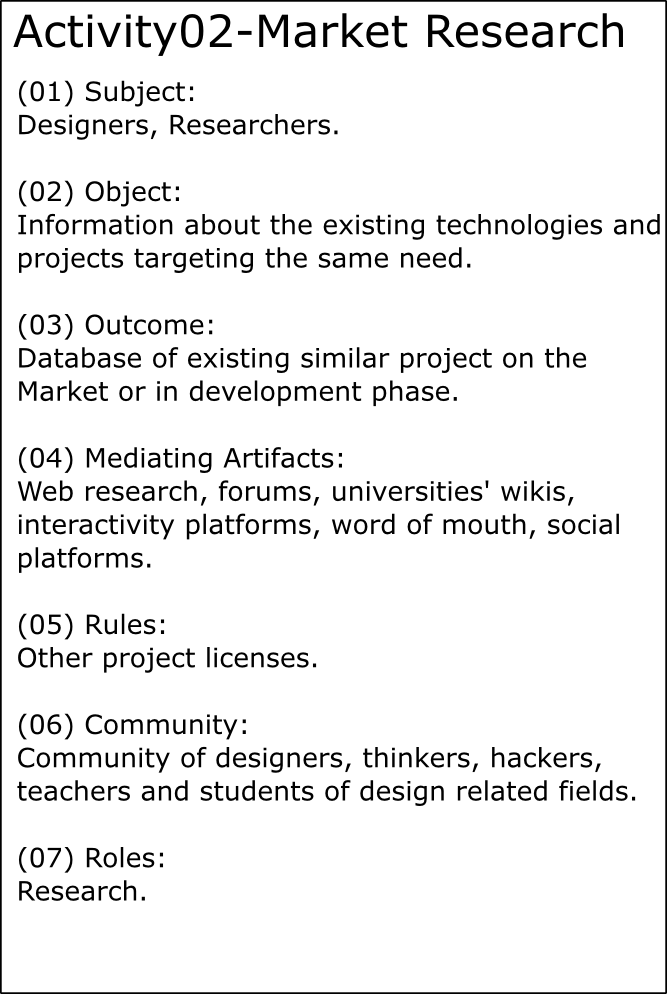 Activity02-Market Research
(01) Subject:
Designers, Researchers.
(02) Object:
Information about the existing technologies and
projects targeting the same need.
(03) Outcome:
Database of existing similar project on the
Market or in development phase.
(04) Mediating Artifacts:
Web research, forums, universities' wikis,
interactivity platforms, word of mouth, social
platforms.
(05) Rules:
Other project licenses.
(06) Community:
Community of designers, thinkers, hackers,
teachers and students of design related fields.
(07) Roles:
Research.